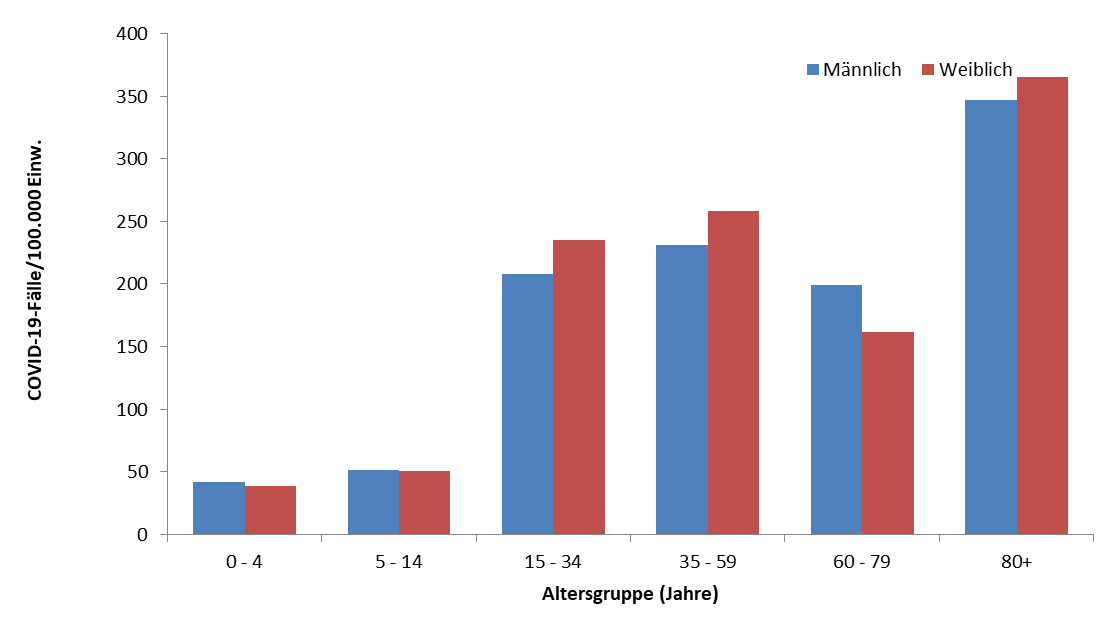 COVID-19-Fälle/100.000 Einw.
400
350
300
250
200
150
100
50
0
Männlich Weiblich
0 - 4 5 - 14 15 - 34 35 - 59 60 - 79 80+
Altersgruppe (Jahre)